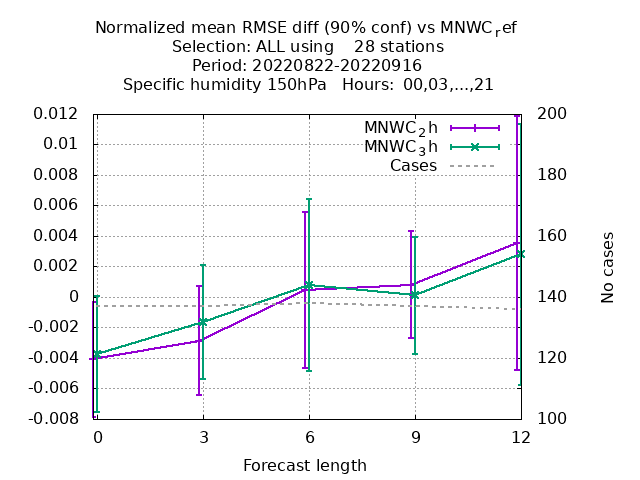 Normalized mean RMSE diff (90% conf) vs MNWC_ref
Selection: ALL using 28 stations
Period: 20220822-20220916
Specific humidity 150hPa Hours: 00,03,...,21
0.012
0.01
0.008
0.006
0.004
0.002
0
-0.002
-0.004
-0.006
-0.008
MNWC_2h
MNWC_3h
Cases
200
180
160
140
120
100
No cases
0 3 6 9 12
Forecast length